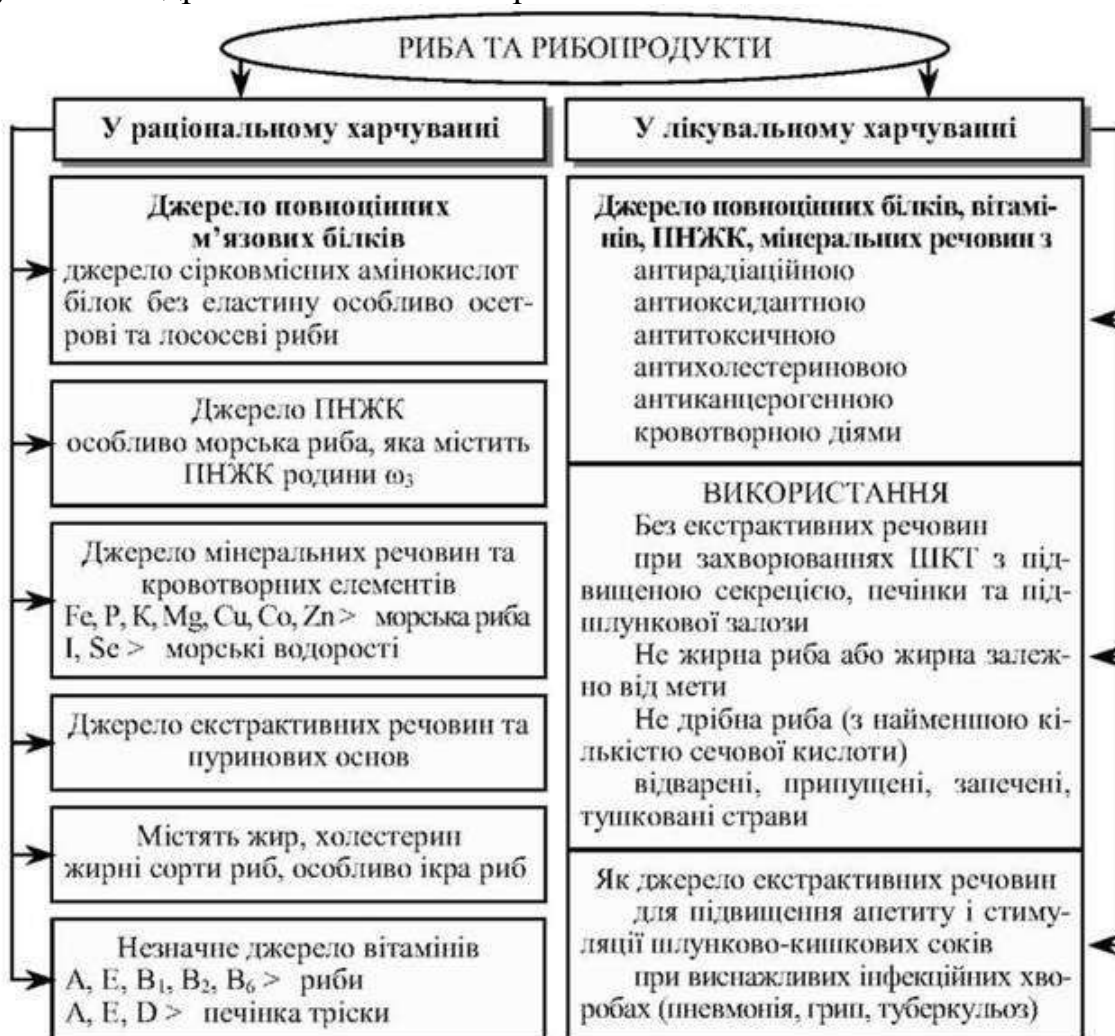 РИБА ТА РИБОПРОДУКТИ
У раціональному харчуванні
Джерело повноцінних
м’язових білків
джерело сірковмісних амінокислот
білок без еластину особливо осет-
рові та лососеві риби
Джерело ПНЖК
особливо морська риба, яка містить
ПНЖК родини ω₃
Джерело мінеральних речовин та
кровотворних елементів
Fe, P, K, Mg, Cu, Co, Zn > морська риба
I, Se > морські водорості
Джерело екстрактивних речовин та
пуринових основ
Містять жир, холестерин
жирні сорти риб, особливо ікра риб
Незначне джерело вітамінів
А, Е, В₁, В₂, В₆ > риби
А, Е, D > печінка тріски
У лікувальному харчуванні
Джерело повноцінних білків, вітамі-
нів, ПНЖК, мінеральних речовин з
антирадіаційною
антиоксидантною
антитоксичною
антихолестериновою
антиканцерогенною
кровотворною діями
ВИКОРИСТАННЯ
Без екстрактивних речовин
при захворюваннях ШКТ з під-
вищеною секрецією, печінки та під-
шлункової залози
Не жирна риба або жирна залеж-
но від мети
Не дрібна риба (з найменшою кі-
лькістю сечової кислоти)
відварені, припущені, запечені,
тушковані страви
Як джерело екстрактивних речовин
для підвищення апетиту і стиму-
ляції шлунково-кишкових соків
при виснажливих інфекційних хво-
робах (пневмонія, грип, туберкульоз)